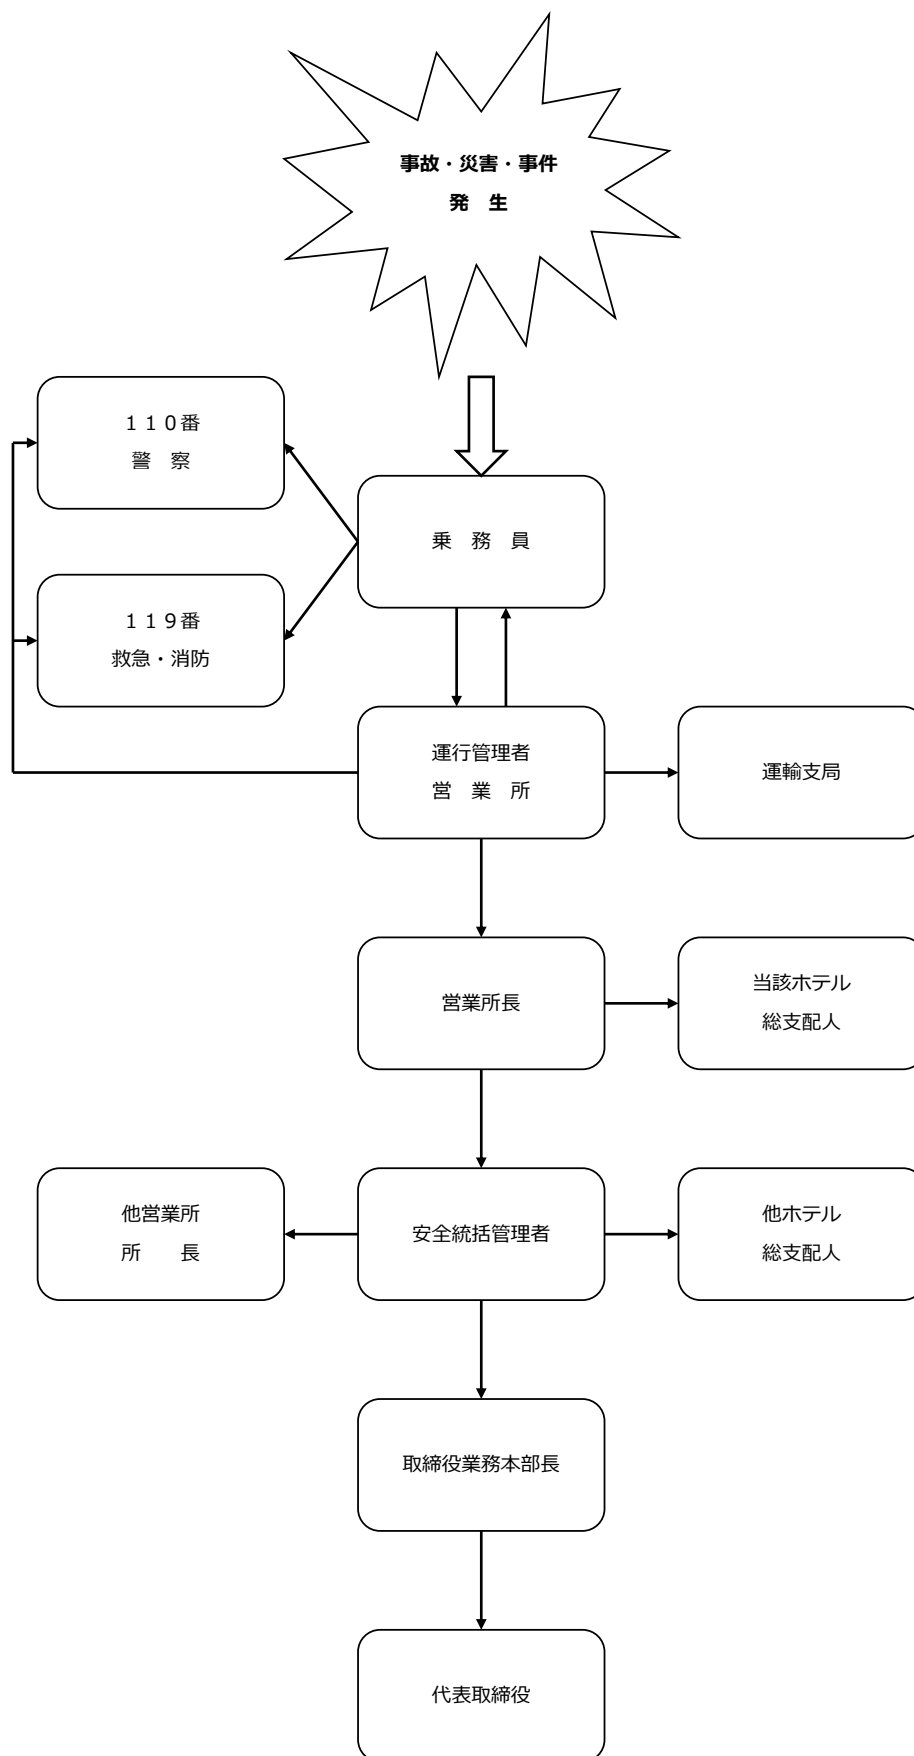 事故・災害・事件
発　生
１１０番
警　察
乗　務　員
１１９番
救急・消防
運行管理者
営　業　所
運輸支局
営業所長
当該ホテル
総支配人
他営業所
所　　長
安全統括管理者
他ホテル
総支配人
取締役業務本部長
代表取締役